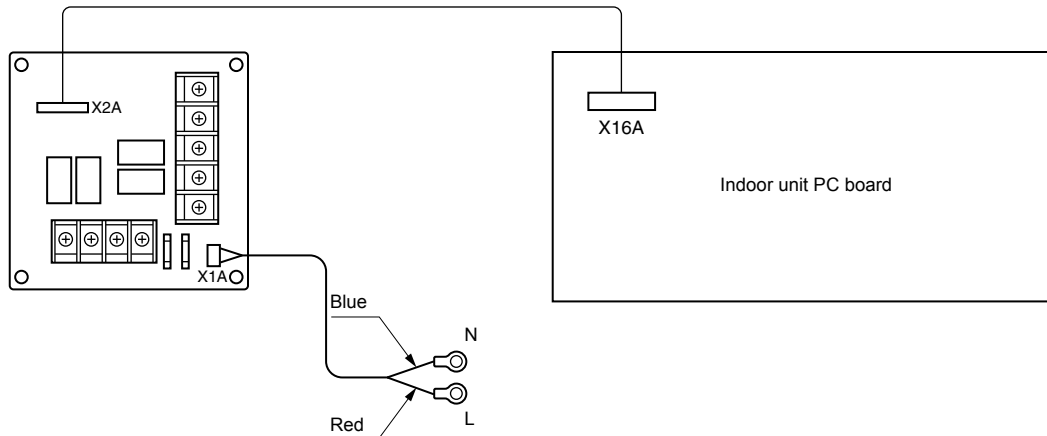 X2A
X16A
Indoor unit PC board
X1A
Blue
N
L
Red